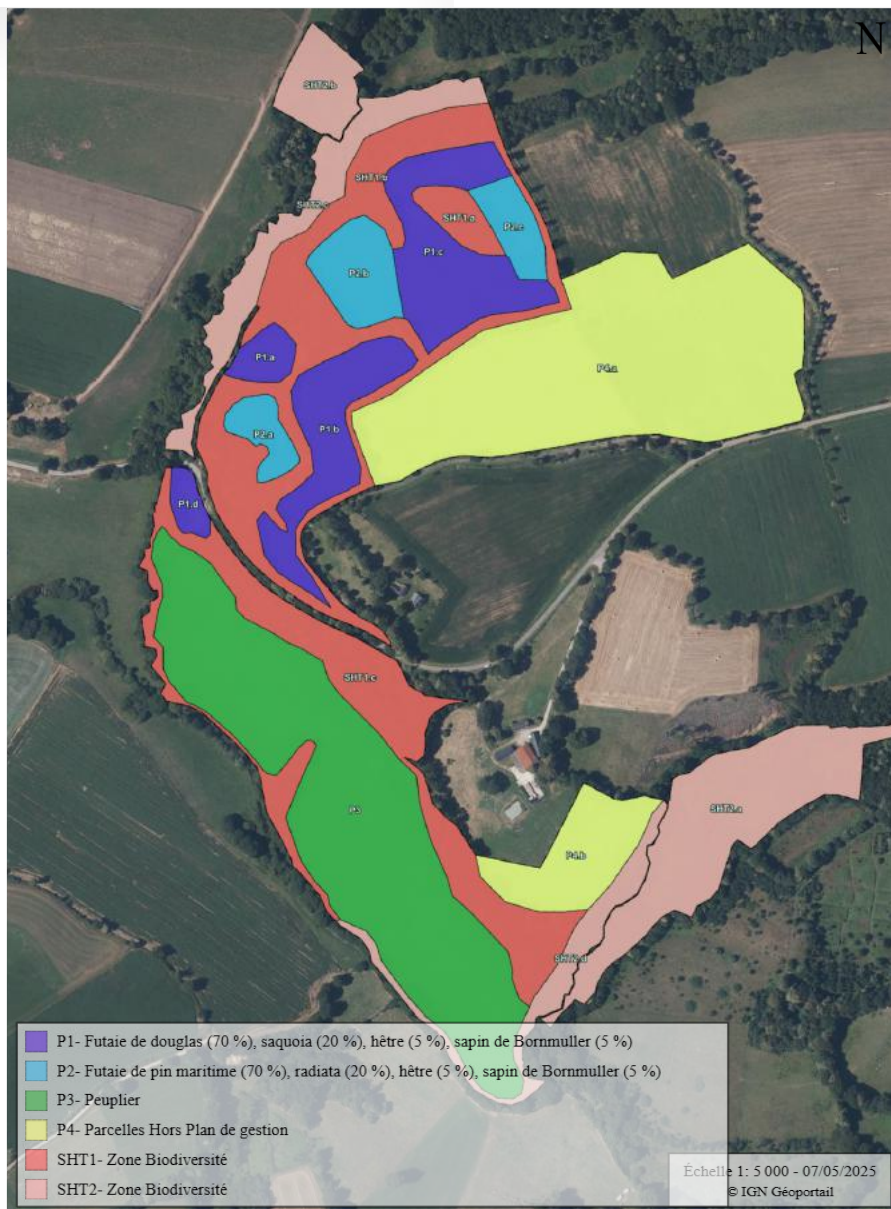 N
SHT2.b
SHT1.b
SHT2.c
SHT1.a
P2.c
P1.c
P2.b
P1.a
P4.a
P2.a
P1.b
P1.d
SHT1.c
P3
SHT2.a
P4.b
SHT2.d
P1- Futaie de douglas (70 %), saquoia (20 %), hêtre (5 %), sapin de Bornmuller (5 %)
P2- Futaie de pin maritime (70 %), radiata (20 %), hêtre (5 %), sapin de Bornmuller (5 %)
P3- Peuplier
P4- Parcelles Hors Plan de gestion
SHT1- Zone Biodiversité
SHT2- Zone Biodiversité
Échelle 1: 5 000 - 07/05/2025
© IGN Géoportail